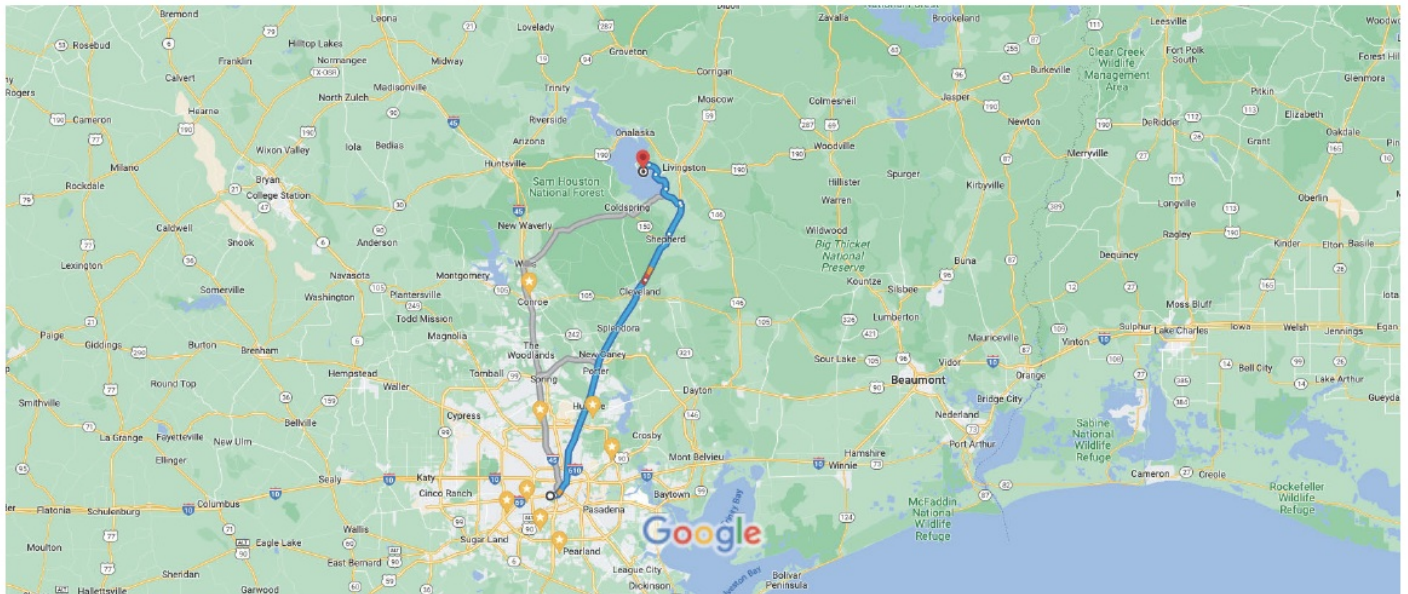 Bremond
Leona
Lovelady
Diboll
Zavalla
Brookeland
Leesville
Rosebud
Hilltop Lakes
Groveton
Fort Polk South
Clear Creek
Wildlife
Management
Area
Calvert
Franklin
Normangee
TX-OSR
Midway
Corrigan
Burkeville
Forest Hill
Glenmora
Rogers
Madisonville
Trinity
Jasper
Pitkin
Hearne
North Zulch
Moscow
Colmesneil
Elizabeth
Cameron
Riverside
Newton
DeRidder
Oakdale
Wixon Valley
Iola
Bedias
Arizona
Onalaska
Woodville
Grant
Milano
Huntsville
Livingston
Merryville
Rockdale
Bryan
College Station
Sam Houston
National Forest
Hillister
Spurger
Kirbyville
Oberlin
Coldspring
Warren
Longville
Caldwell
Snook
Anderson
New Waverly
Shepherd
Wildwood
Ragley
Kinder
Elton
Basile
Lexington
Navasota
Montgomery
Big Thicket
National
Preserve
Buna
Dequincy
Somerville
Washington
Plantersville
Conroe
Cleveland
Kountze
Silsbee
Moss Bluff
Todd Mission
Lumberton
Mauriceville
Sulphur
Lake Charles
Iowa
Welsh
Jennings
Egan
Paige
Giddings
Burton
Brenham
Magnolia
The
Woodlands
Splendora
Vinton
Hempstead
Waller
Tomball
Spring
New Caney
Porter
Sour Lake
Vidor
Orange
Bell City
Round Top
Dayton
Beaumont
Bridge City
Lake Arthur
Smithville
Cypress
Humble
Nederland
Gueydan
La Grange
Fayetteville
New Ulm
Bellville
Crosby
Port Arthur
Sabine
National
Wildlife
Refuge
Ellinger
Mont Belvieu
Hamshire
Winnie
Cameron
Creole
Sealy
Katy
Cinco Ranch
Baytown
Rockefeller
Wildlife
Refuge
Flatonia
Schulenburg
Columbus
Pasadena
McFaddin
National
Wildlife
Refuge
Wallis
Sugar Land
Google
Moulton
Eagle Lake
East Bernard
Pearland
League City
Sheridan
Dickinson
Bolivar
Peninsula
Hallettsville
Garwood